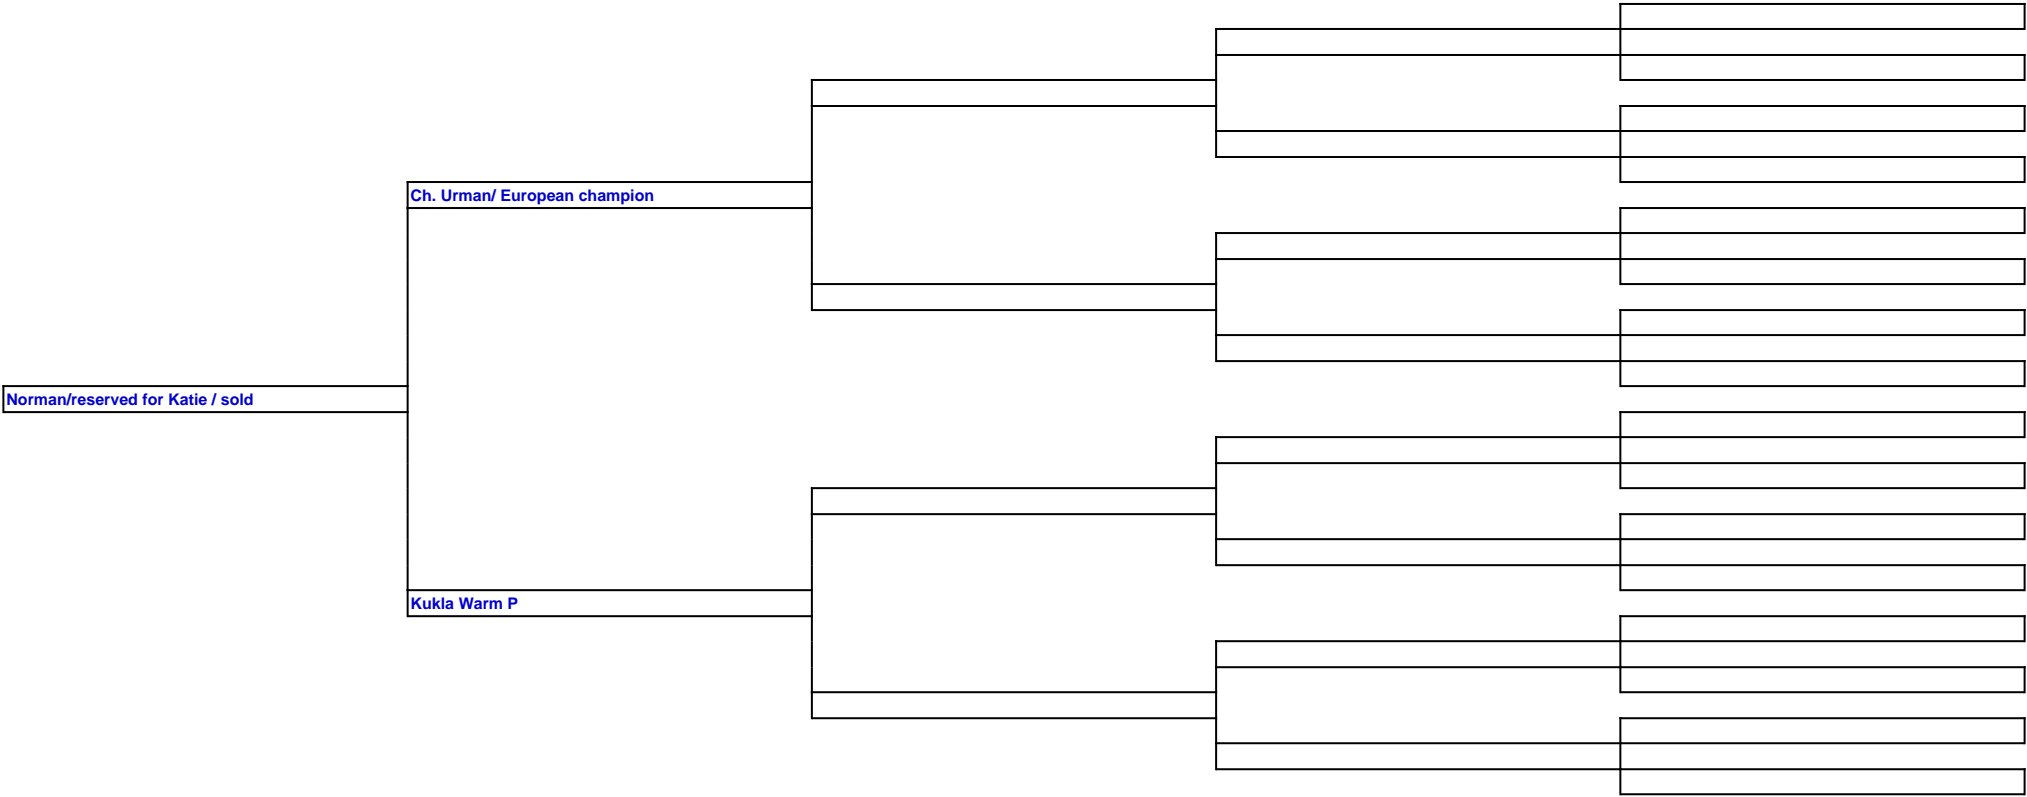 Ch. Urman/ European champion
Norman/reserved for Katie / sold
Kukla Warm P